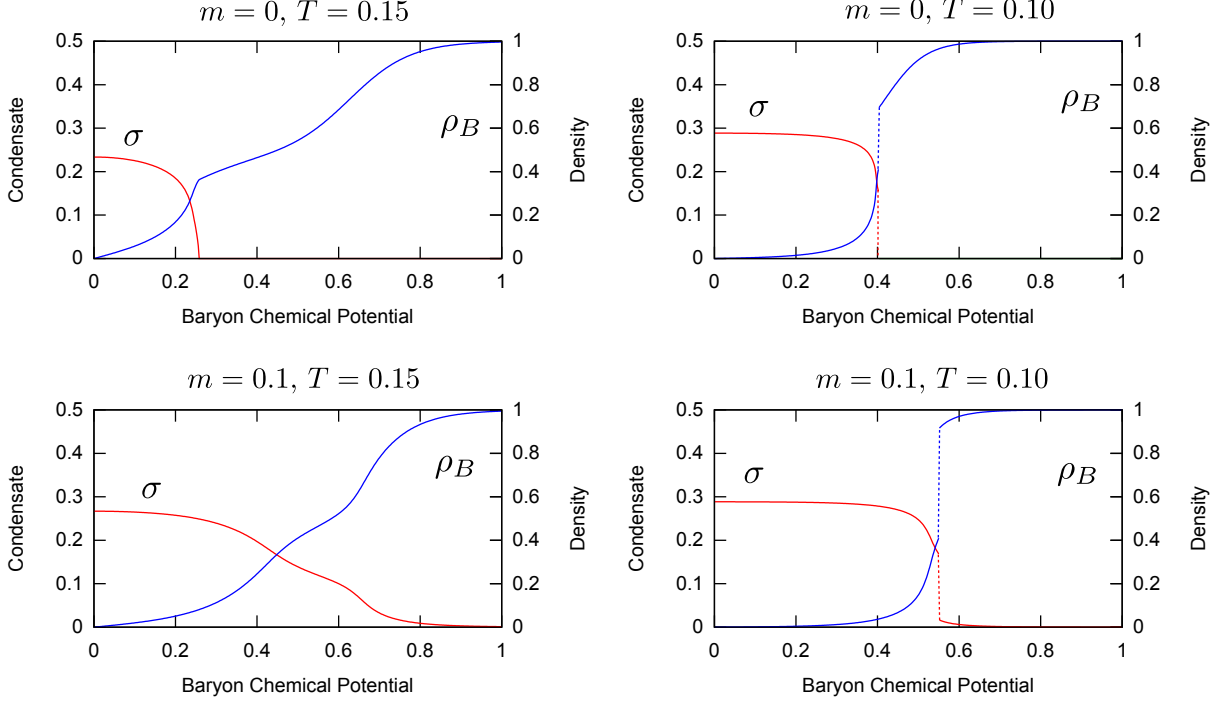 m = 0, T = 0.15
0.5
0.4
0.3
0.2
0.1
0
1
0.8
0.6
0.4
0.2
0
σ
ρ_B
0 0.2 0.4 0.6 0.8 1
Condensate
Density
Baryon Chemical Potential
m = 0, T = 0.10
0.5
0.4
0.3
0.2
0.1
0
1
0.8
0.6
0.4
0.2
0
σ
ρ_B
0 0.2 0.4 0.6 0.8 1
Condensate
Density
Baryon Chemical Potential
m = 0.1, T = 0.15
0.5
0.4
0.3
0.2
0.1
0
1
0.8
0.6
0.4
0.2
0
σ
ρ_B
0 0.2 0.4 0.6 0.8 1
Condensate
Density
Baryon Chemical Potential
m = 0.1, T = 0.10
0.5
0.4
0.3
0.2
0.1
0
1
0.8
0.6
0.4
0.2
0
σ
ρ_B
0 0.2 0.4 0.6 0.8 1
Condensate
Density
Baryon Chemical Potential